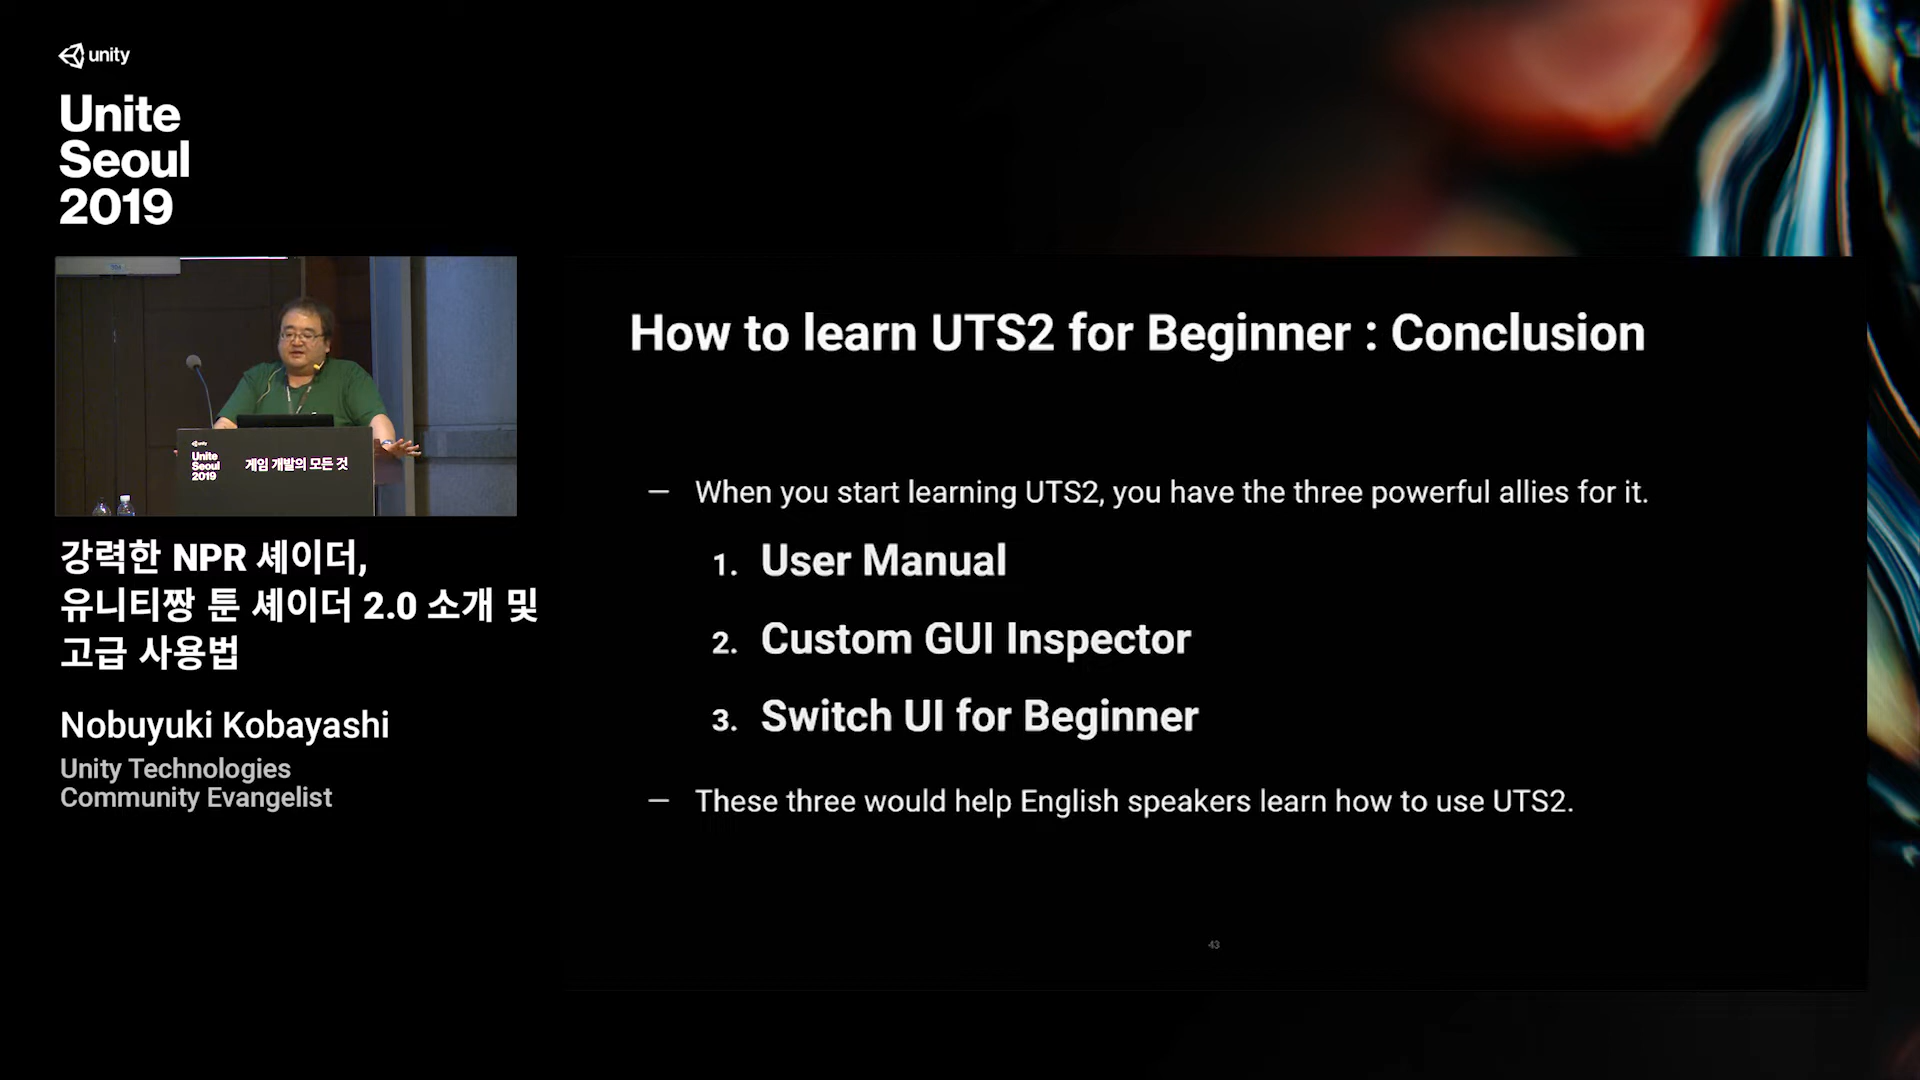 unity
Unite
Seoul
2019
unity
Unite
Seoul
2019
게임 개발의 모든 것
강력한 NPR 셰이더,
유니티짱 툰 셰이더 2.0 소개 및
고급 사용법
Nobuyuki Kobayashi
Unity Technologies
Community Evangelist
How to learn UTS2 for Beginner : Conclusion
— When you start learning UTS2, you have the three powerful allies for it.
1. User Manual
2. Custom GUI Inspector
3. Switch UI for Beginner
— These three would help English speakers learn how to use UTS2.
43